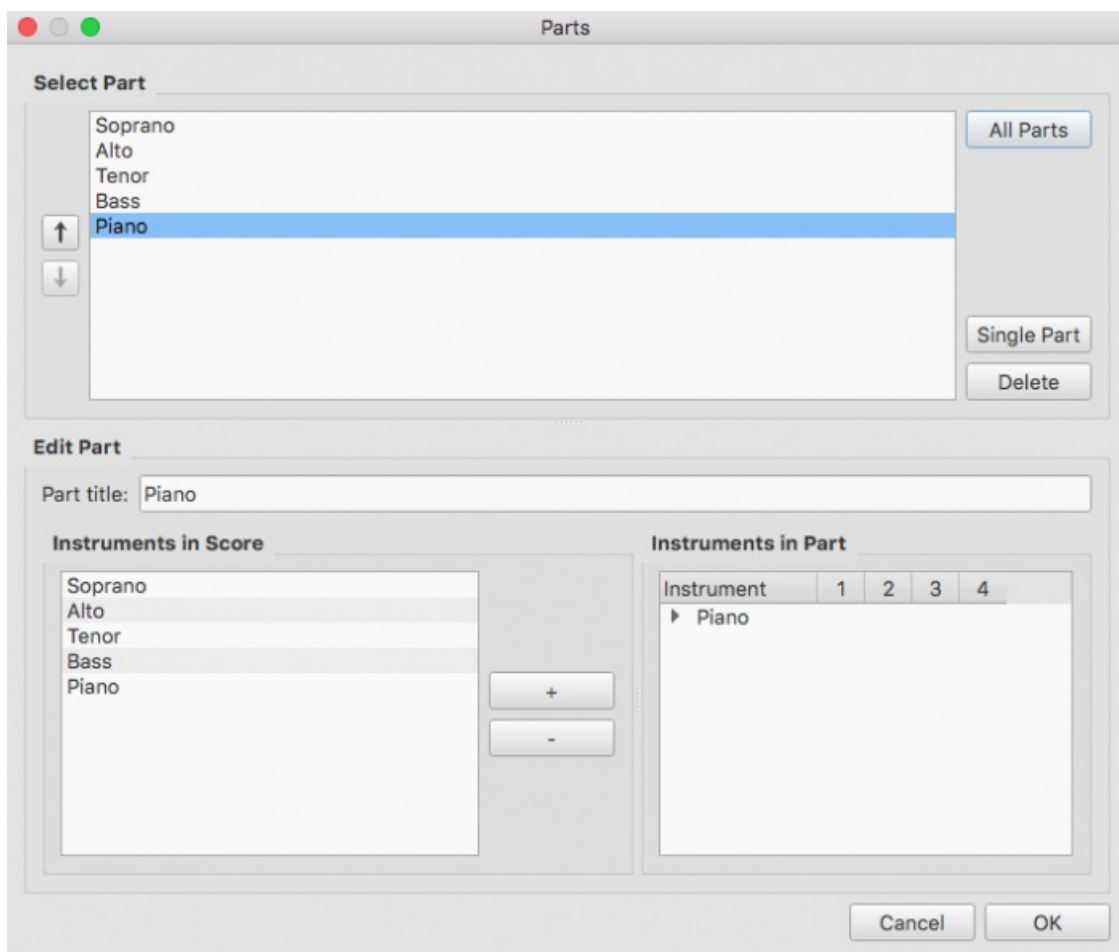 Parts
Select Part
Soprano
Alto
Tenor
Bass
Piano
↑
↓
All Parts
Single Part
Delete
Edit Part
Part title: Piano
Instruments in Score
Soprano
Alto
Tenor
Bass
Piano
+
-
Instruments in Part
Instrument 1 2 3 4
Piano
Cancel OK